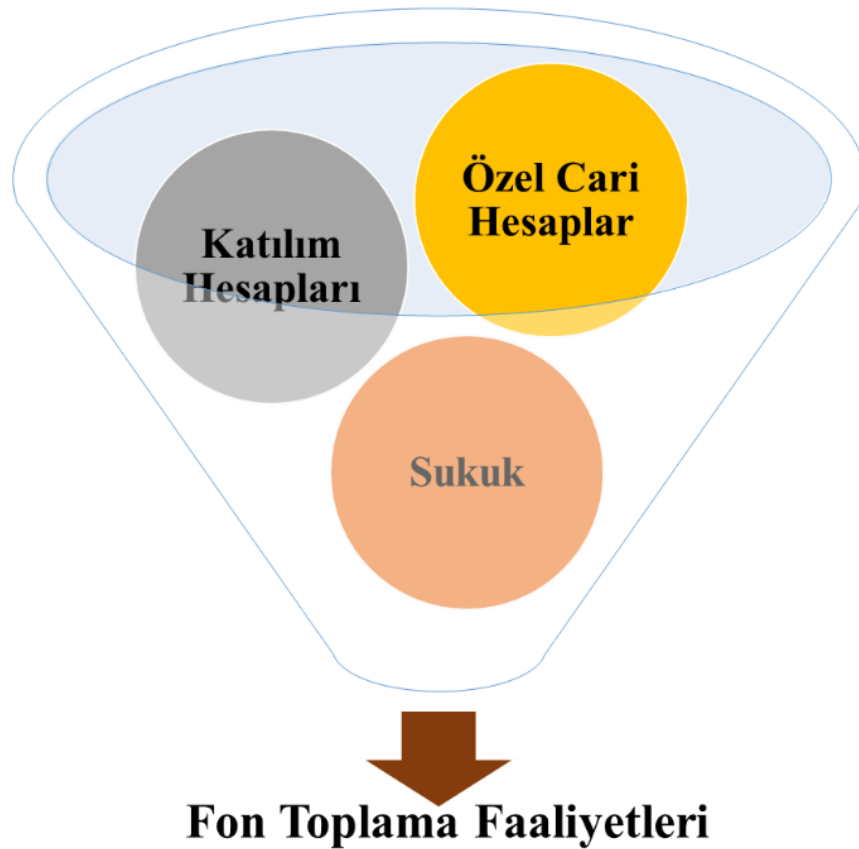 Özel Cari
Hesaplar
Katılım
Hesapları
Sukuk
Fon Toplama Faaliyetleri